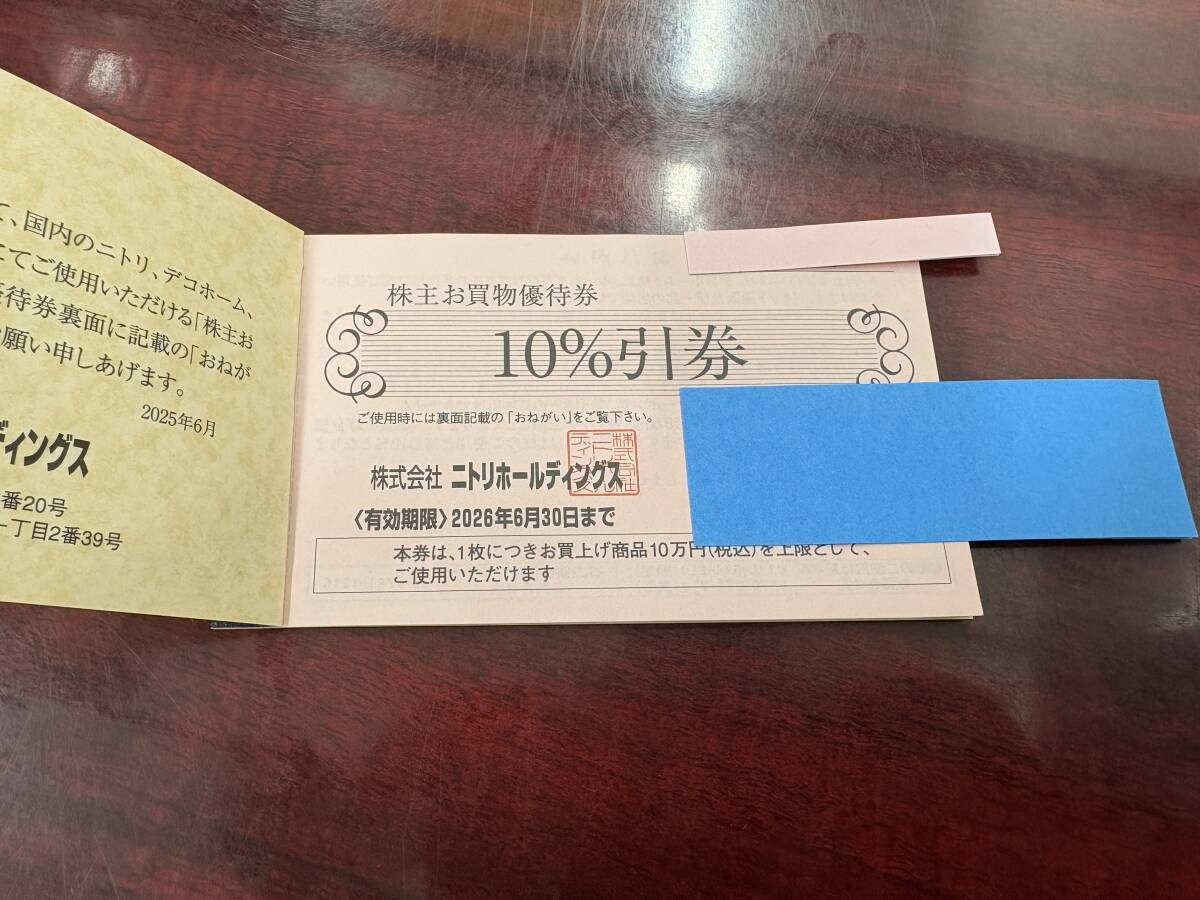 て、国内のニトリ、デコホーム、
にてご使用いただける「株主お
待券裏面に記載の「おねが
願い申しあげます。
2025年6月
ディングス
番20号
一丁目2番39号
株主お買物優待券
10%引券
ご使用時には裏面記載の「おねがい」をご覧下さい。
株式会社 ニトリホールディングス
〈有効期限〉2026年6月30日まで
本券は、1枚につきお買上げ商品10万円(税込)を上限として、
ご使用いただけます